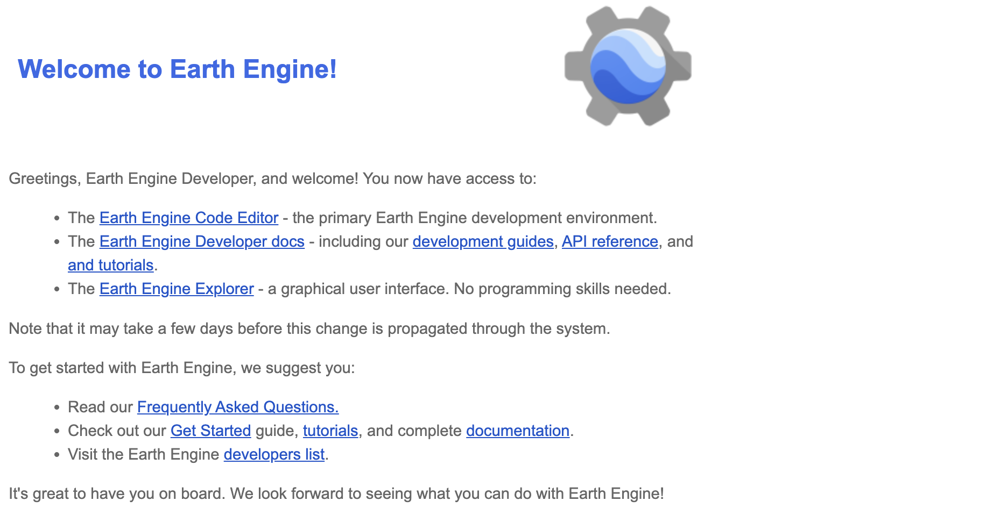 Welcome to Earth Engine!
Greetings, Earth Engine Developer, and welcome! You now have access to:
• The Earth Engine Code Editor - the primary Earth Engine development environment.
• The Earth Engine Developer docs - including our development guides, API reference, and
and tutorials.
• The Earth Engine Explorer - a graphical user interface. No programming skills needed.
Note that it may take a few days before this change is propagated through the system.
To get started with Earth Engine, we suggest you:
• Read our Frequently Asked Questions.
• Check out our Get Started guide, tutorials, and complete documentation.
• Visit the Earth Engine developers list.
It's great to have you on board. We look forward to seeing what you can do with Earth Engine!